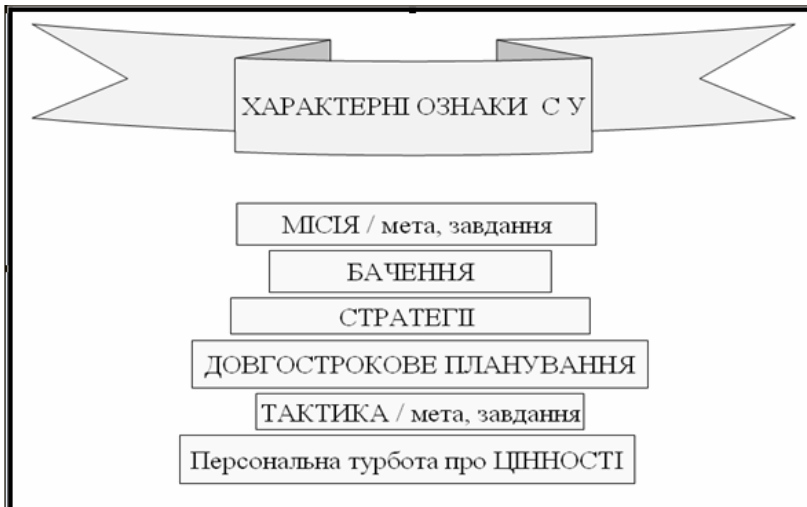 ХАРАКТЕРНІ ОЗНАКИ С У
МІСІЯ / мета, завдання
БАЧЕННЯ
СТРАТЕГІЇ
ДОВГОСТРОКОВЕ ПЛАНУВАННЯ
ТАКТИКА / мета, завдання
Персональна турбота про ЦІННОСТІ